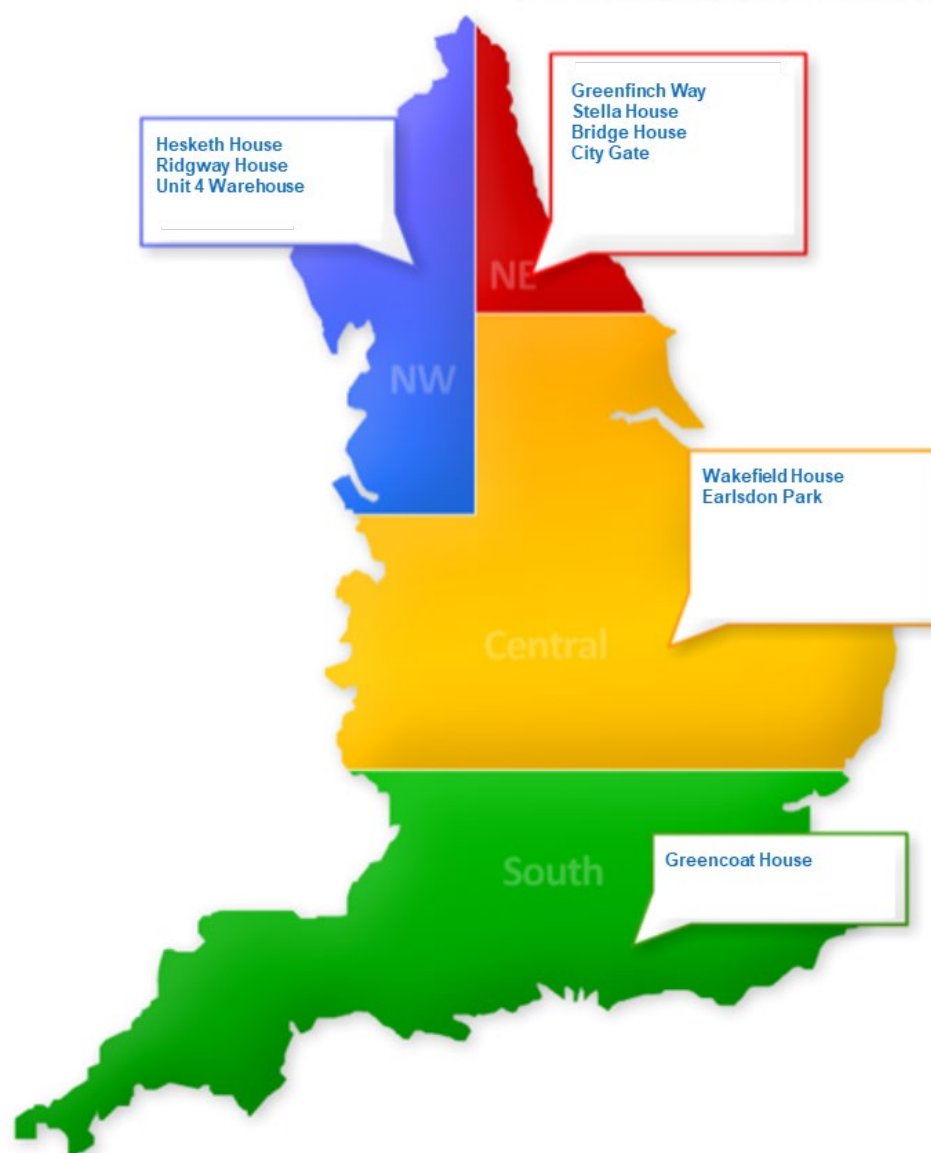 Greenfinch Way
Stella House
Bridge House
City Gate
Hesketh House
Ridgway House
Unit 4 Warehouse
NE
NW
Wakefield House
Earlsdon Park
Central
Greencoat House
South